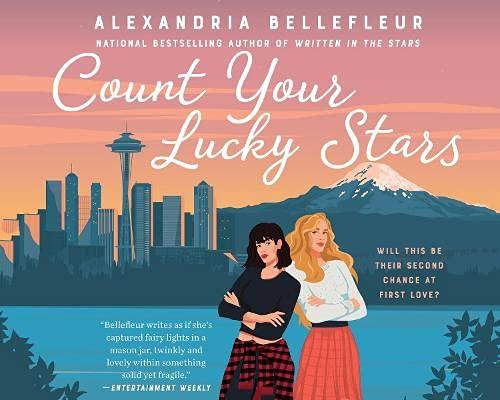 ALEXANDRIA BELLEFLEUR
NATIONAL BESTSELLING AUTHOR OF WRITTEN IN THE STARS
Count Your
Lucky Stars
WILL THIS BE
THEIR SECOND
CHANCE AT
FIRST LOVE?
"Bellefleur writes as if she's
captured fairy lights in a
mason jar, twinkly and
lovely within something
solid yet fragile."
—ENTERTAINMENT WEEKLY